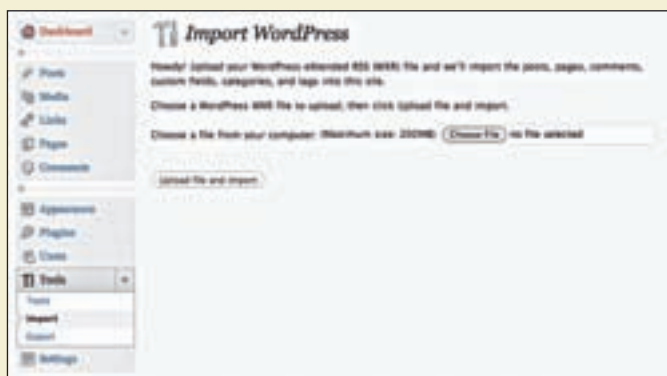 Dashboard
Posts
Media
Links
Pages
Comments
Appearance
Plugins
Users
Tools
Tools
Import
Export
Settings
Import WordPress
Howdy! Upload your WordPress eXtended RSS (WXR) file and we'll import the posts, pages, comments,
custom fields, categories, and tags into this site.
Choose a WordPress WXR file to upload, then click Upload file and import.
Choose a file from your computer: (Maximum size: 200MB) Choose File no file selected
Upload file and import